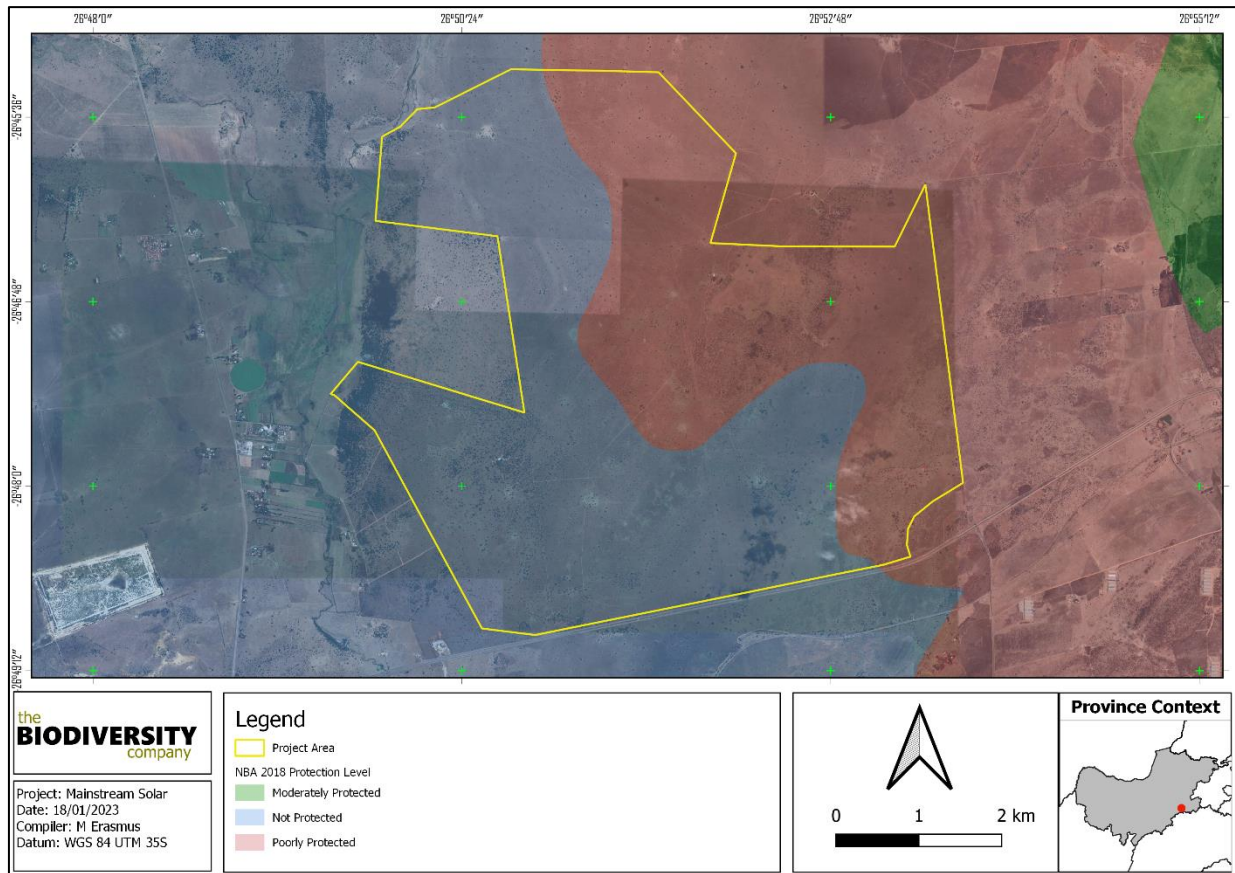 26°48'0" 26°50'24" 26°52'48" 26°55'12"
-26°45'36"
-26°46'48"
-26°48'0"
-26°49'12"
the
BIODIVERSITY
company
Project: Mainstream Solar
Date: 18/01/2023
Compiler: M Erasmus
Datum: WGS 84 UTM 35S
Legend
Project Area
NBA 2018 Protection Level
Moderately Protected
Not Protected
Poorly Protected
0 1 2 km
Province Context